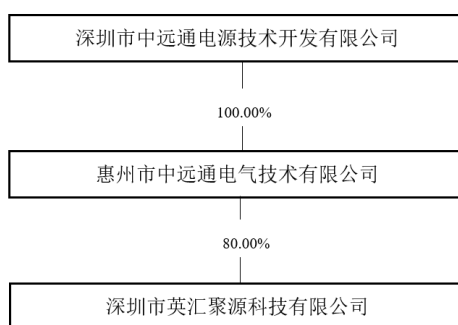 深圳市中远通电源技术开发有限公司
100.00%
惠州市中远通电气技术有限公司
80.00%
深圳市英汇聚源科技有限公司